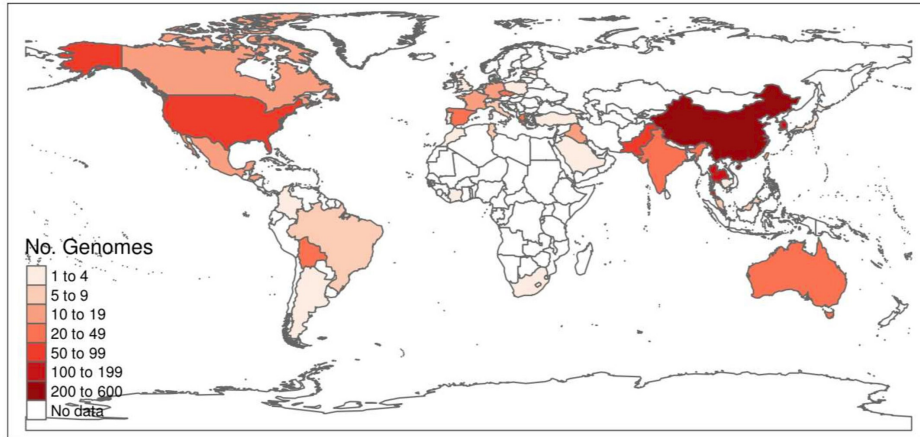 No. Genomes
1 to 4
5 to 9
10 to 19
20 to 49
50 to 99
100 to 199
200 to 600
No data